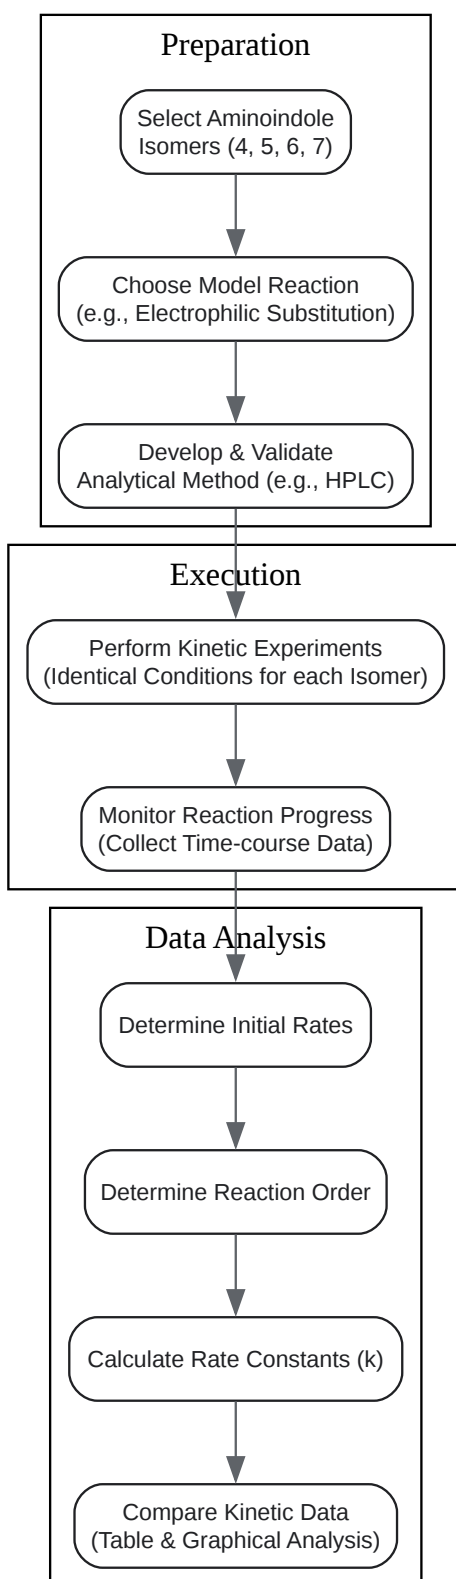 Preparation
Select Aminoindole
Isomers (4, 5, 6, 7)
Choose Model Reaction
(e.g., Electrophilic Substitution)
Develop & Validate
Analytical Method (e.g., HPLC)
Execution
Perform Kinetic Experiments
(Identical Conditions for each Isomer)
Monitor Reaction Progress
(Collect Time-course Data)
Data Analysis
Determine Initial Rates
Determine Reaction Order
Calculate Rate Constants (k)
Compare Kinetic Data
(Table & Graphical Analysis)